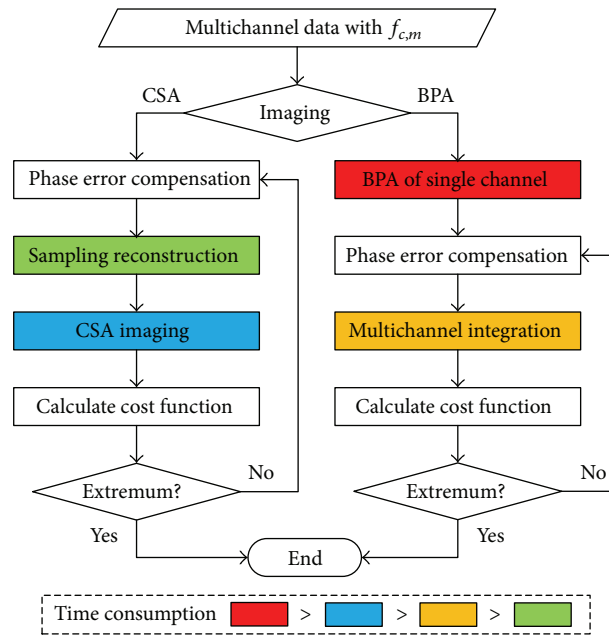 Multichannel data with f_{c,m}
CSA
BPA
Imaging
Phase error compensation
BPA of single channel
Sampling reconstruction
Phase error compensation
CSA imaging
Multichannel integration
Calculate cost function
Calculate cost function
Extremum?
No
Extremum?
No
Yes
Yes
End
Time consumption > > >